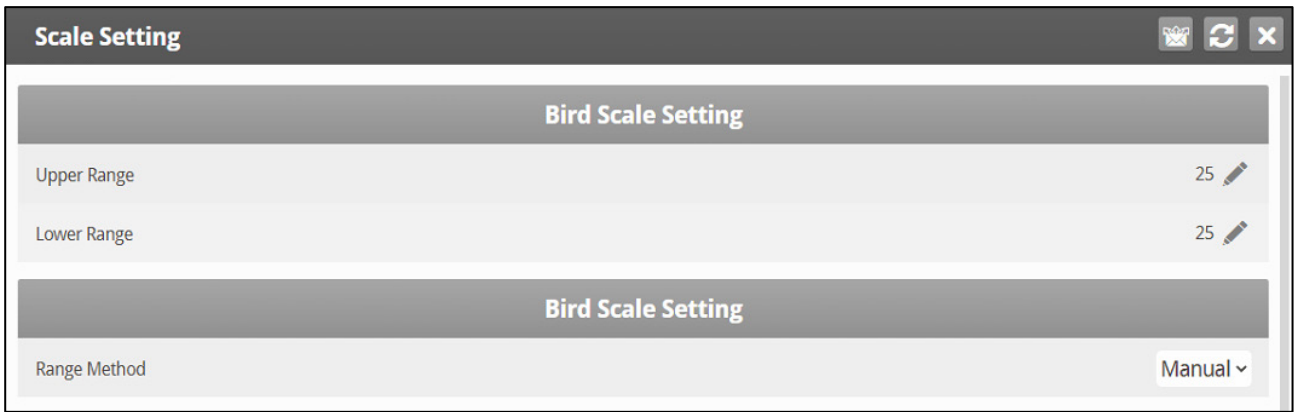 Scale Setting
Bird Scale Setting
Upper Range 25
Lower Range 25
Bird Scale Setting
Range Method Manual